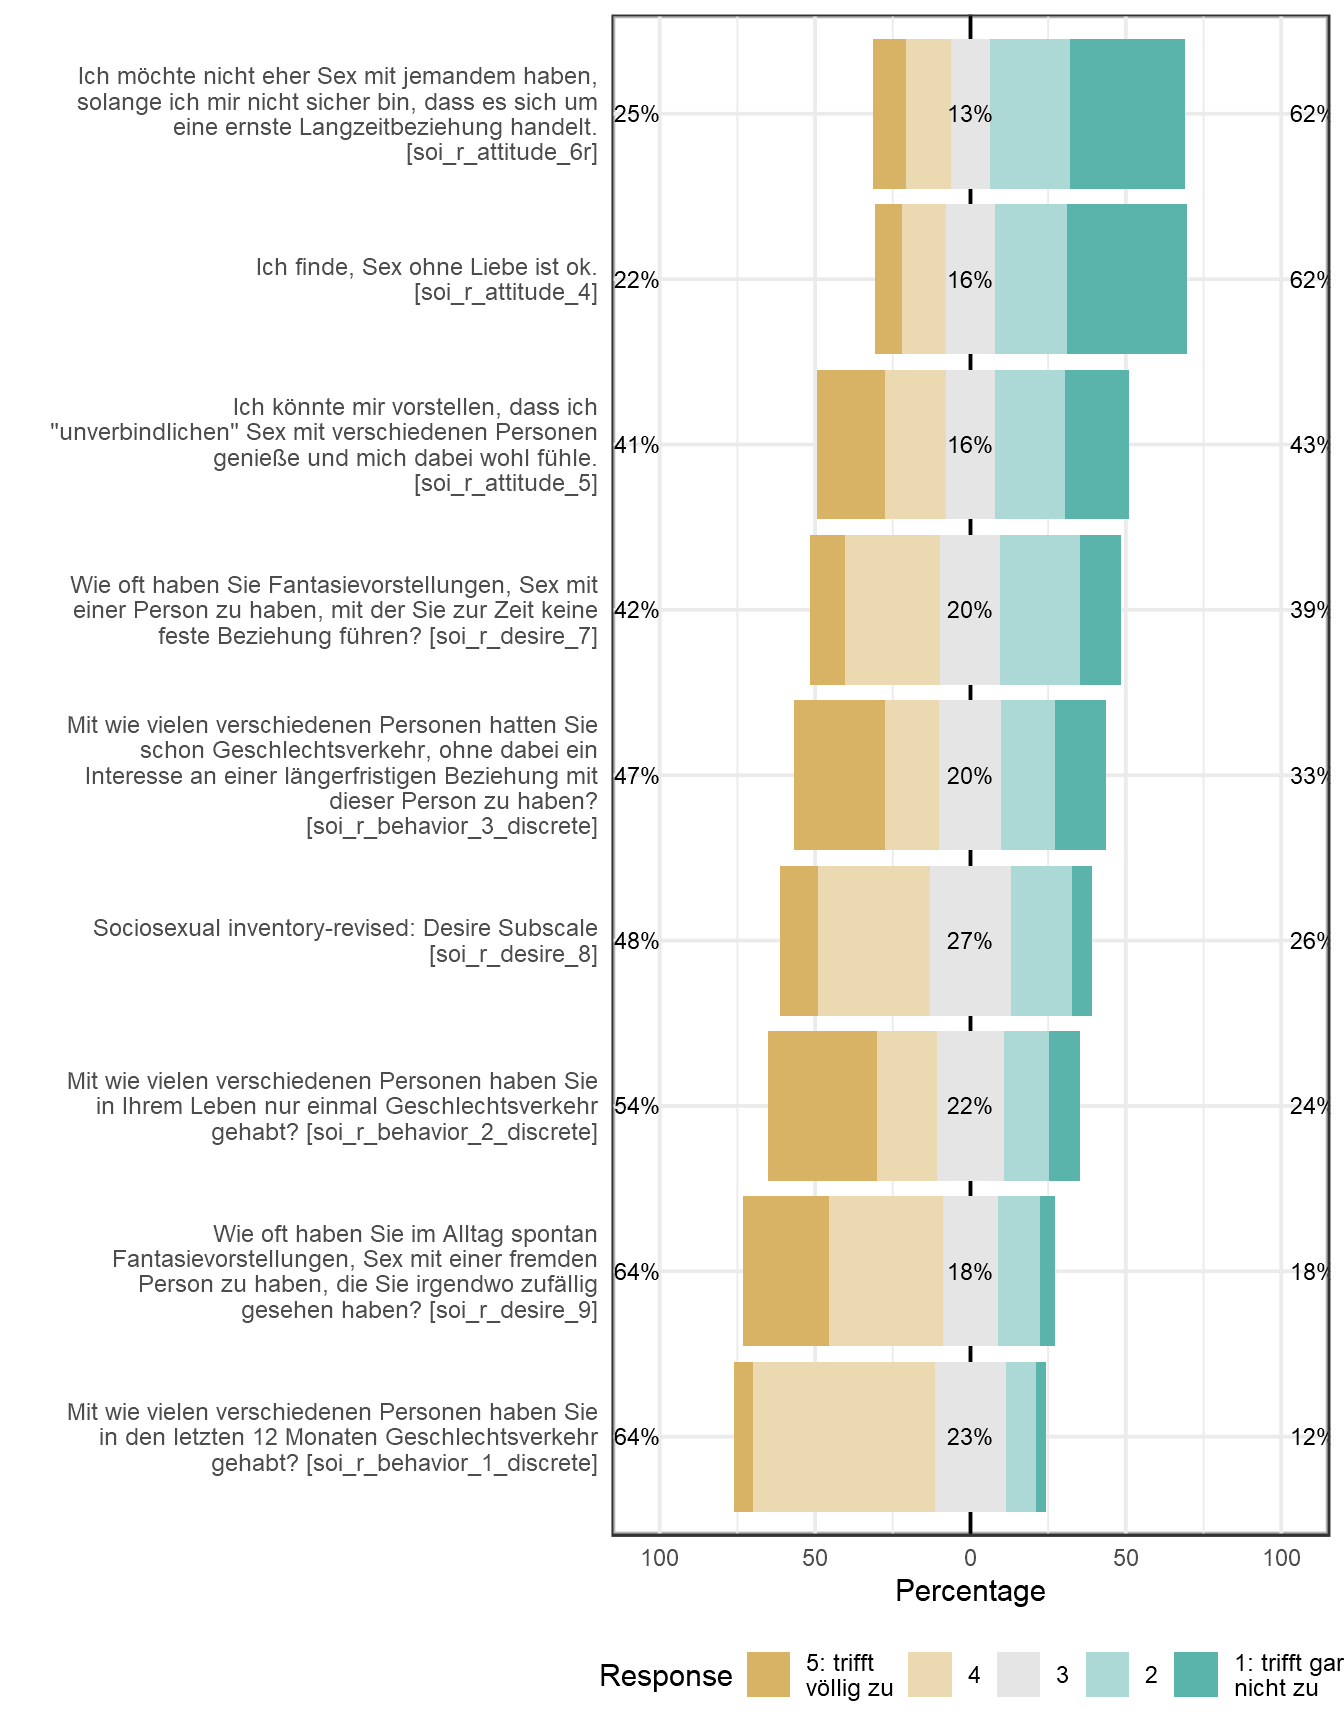 Ich möchte nicht eher Sex mit jemandem haben,
solange ich mir nicht sicher bin, dass es sich um
eine ernste Langzeitbeziehung handelt.
[soi_r_attitude_6r]
25%
13%
62%
Ich finde, Sex ohne Liebe ist ok.
[soi_r_attitude_4]
22%
16%
62%
Ich könnte mir vorstellen, dass ich
"unverbindlichen" Sex mit verschiedenen Personen
genieße und mich dabei wohl fühle.
[soi_r_attitude_5]
41%
16%
43%
Wie oft haben Sie Fantasievorstellungen, Sex mit
einer Person zu haben, mit der Sie zur Zeit keine
feste Beziehung führen? [soi_r_desire_7]
42%
20%
39%
Mit wie vielen verschiedenen Personen hatten Sie
schon Geschlechtsverkehr, ohne dabei ein
Interesse an einer längerfristigen Beziehung mit
dieser Person zu haben?
[soi_r_behavior_3_discrete]
47%
20%
33%
Sociosexual inventory-revised: Desire Subscale
[soi_r_desire_8]
48%
27%
26%
Mit wie vielen verschiedenen Personen haben Sie
in Ihrem Leben nur einmal Geschlechtsverkehr
gehabt? [soi_r_behavior_2_discrete]
54%
22%
24%
Wie oft haben Sie im Alltag spontan
Fantasievorstellungen, Sex mit einer fremden
Person zu haben, die Sie irgendwo zufällig
gesehen haben? [soi_r_desire_9]
64%
18%
18%
Mit wie vielen verschiedenen Personen haben Sie
in den letzten 12 Monaten Geschlechtsverkehr
gehabt? [soi_r_behavior_1_discrete]
64%
23%
12%
100 50 0 50 100
Percentage
Response
5: trifft
völlig zu
4
3
2
1: trifft gar
nicht zu